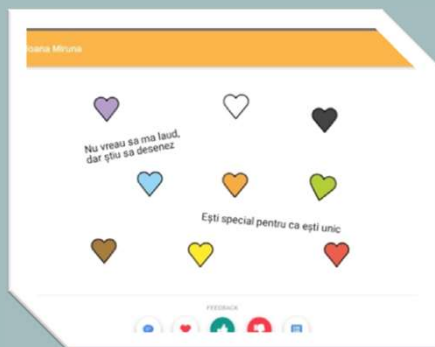 Ioana Miruna
Nu vreau sa ma laud,
dar știu sa desenez
Ești special pentru ca ești unic
FEEDBACK